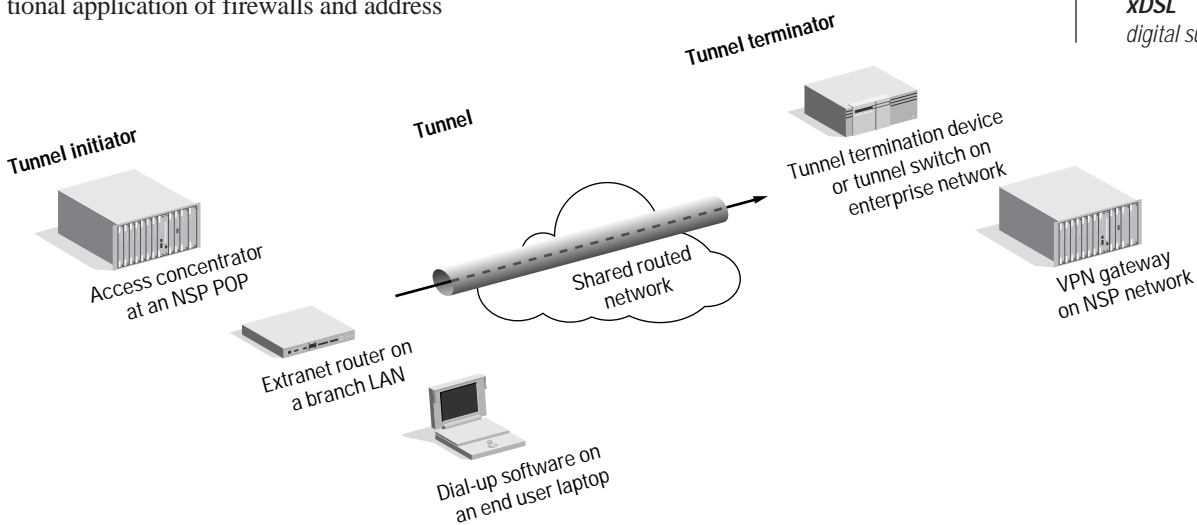 tional application of firewalls and address
xDSL
digital su
Tunnel initiator
Tunnel
Tunnel terminator
Access concentrator
at an NSP POP
Extranet router on
a branch LAN
Dial-up software on
an end user laptop
Shared routed
network
Tunnel termination device
or tunnel switch on
enterprise network
VPN gateway
on NSP network